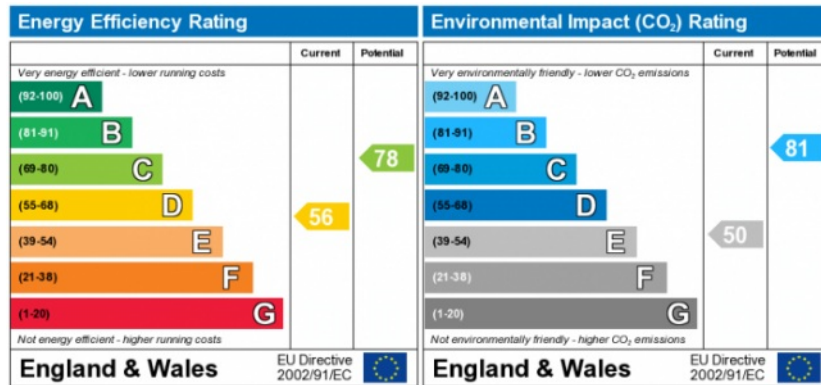 Energy Efficiency Rating
Current Potential
Very energy efficient - lower running costs
(92-100) A
(81-91) B
(69-80) C
78
(55-68) D
56
(39-54) E
(21-38) F
(1-20) G
Not energy efficient - higher running costs
England & Wales
EU Directive
2002/91/EC
Environmental Impact (CO₂) Rating
Current Potential
Very environmentally friendly - lower CO₂ emissions
(92-100) A
(81-91) B
81
(69-80) C
(55-68) D
(39-54) E
50
(21-38) F
(1-20) G
Not environmentally friendly - higher CO₂ emissions
England & Wales
EU Directive
2002/91/EC